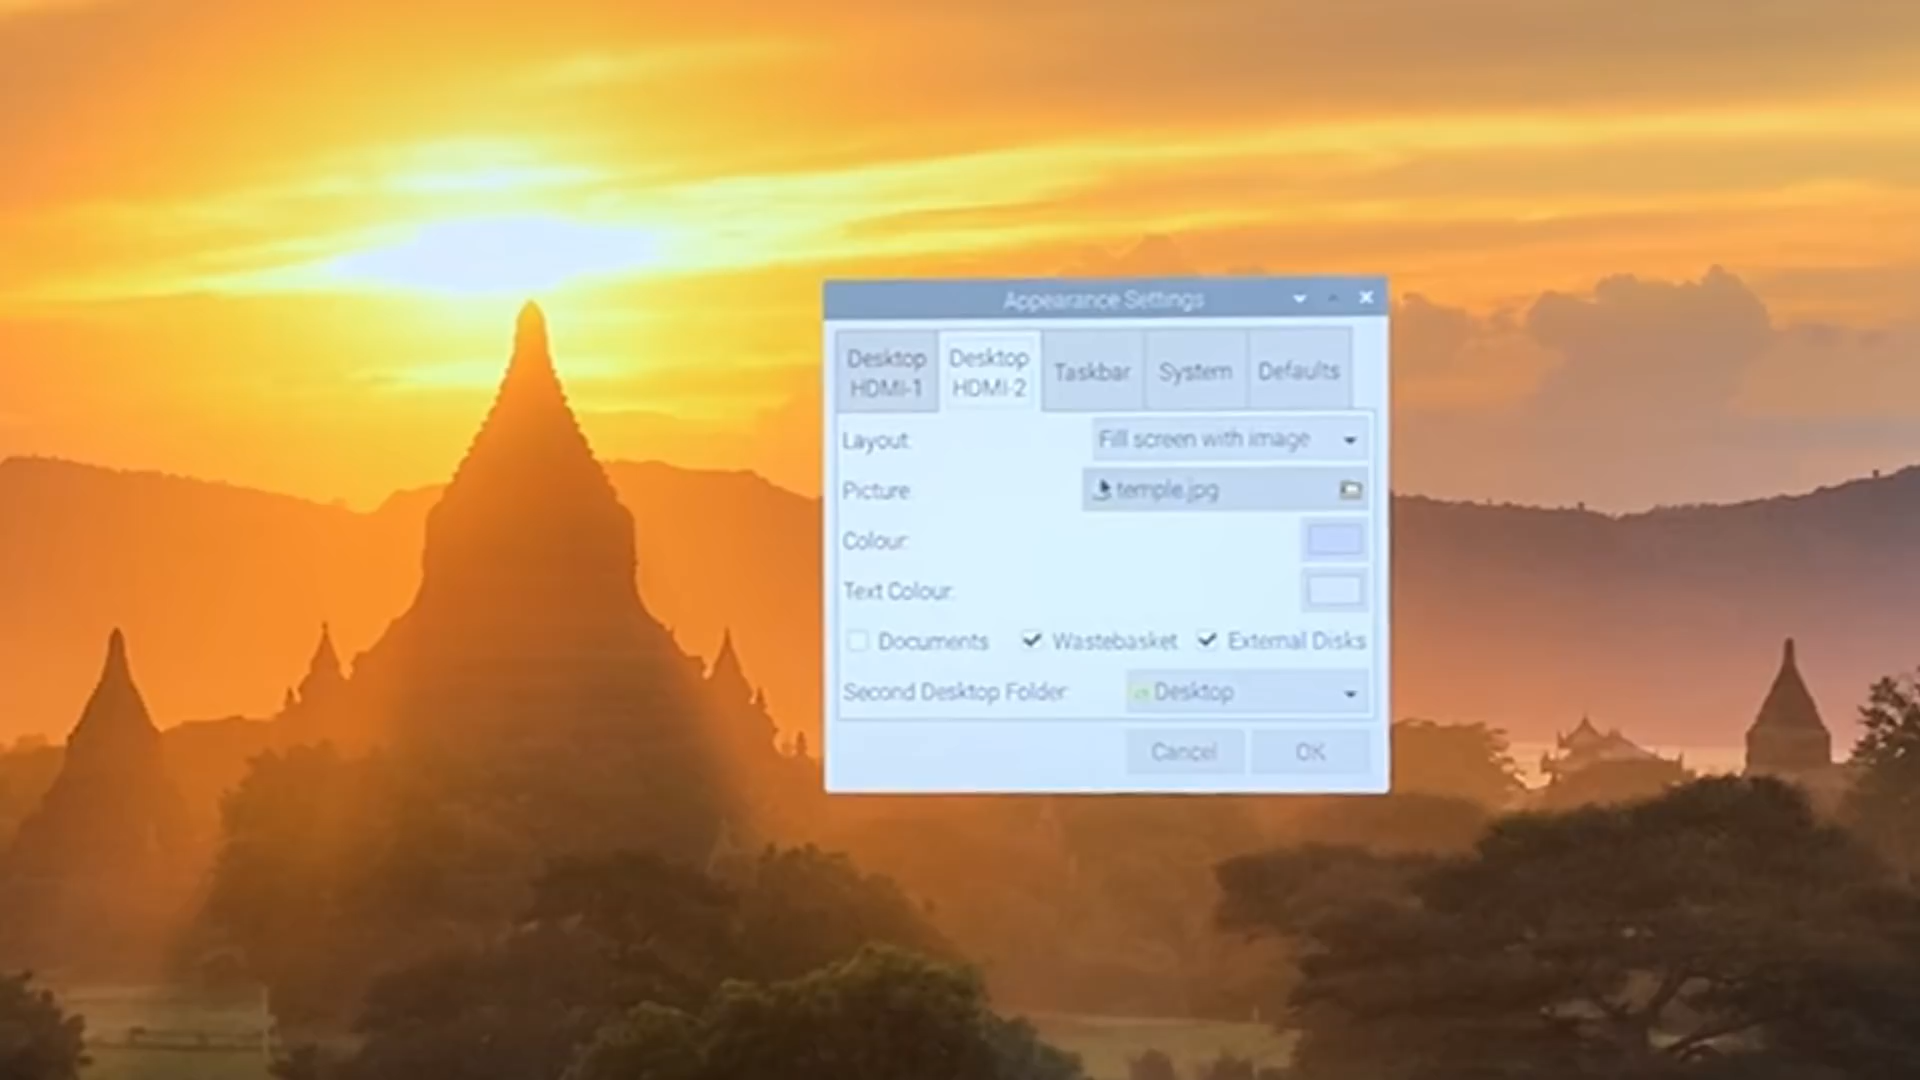 Appearance Settings
Desktop HDMI-1
Desktop HDMI-2
Taskbar
System
Defaults
Layout:
Fill screen with image
Picture:
temple.jpg
Colour:
Text Colour:
Documents
Wastebasket
External Disks
Second Desktop Folder:
Desktop
Cancel
OK